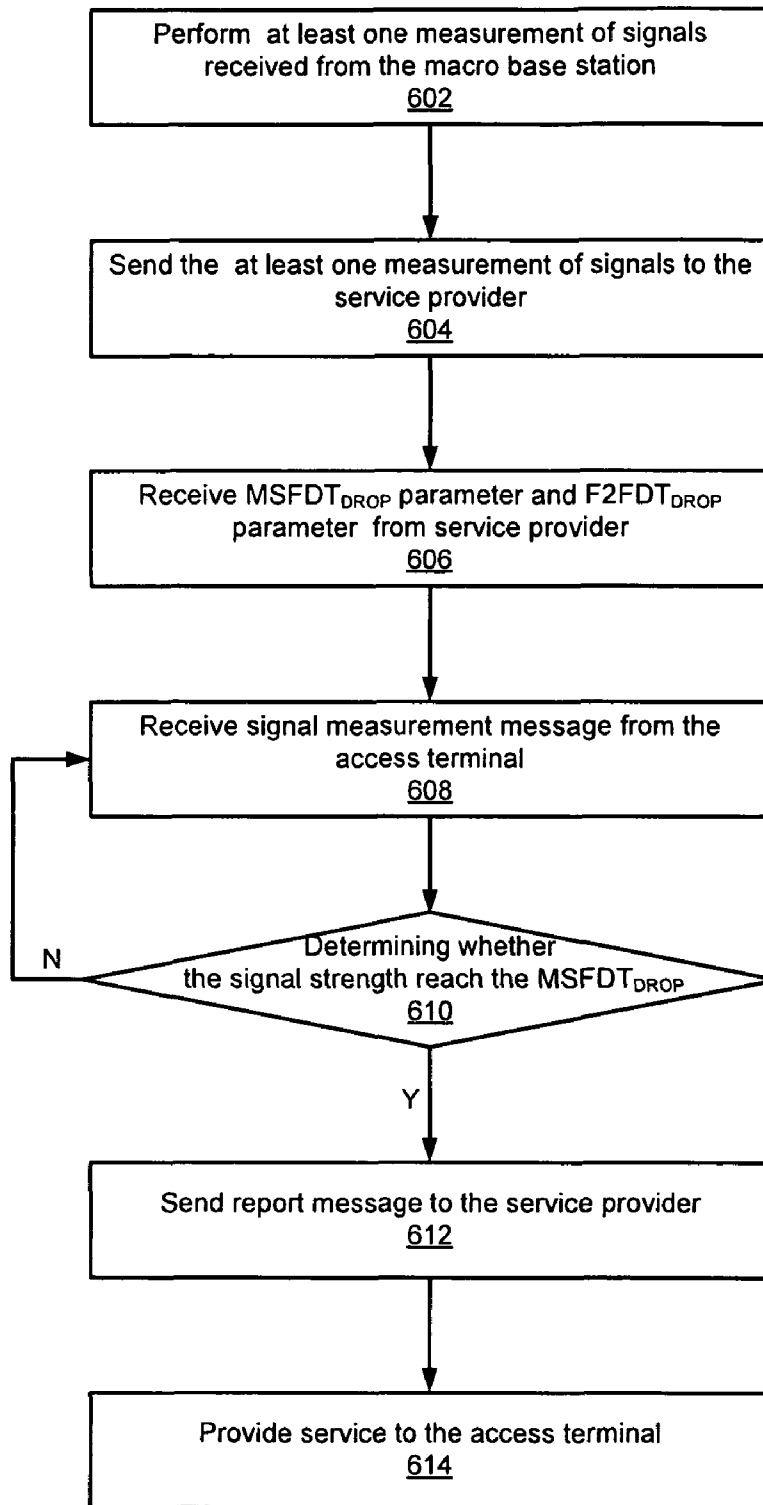 Perform at least one measurement of signals
received from the macro base station
602
Send the at least one measurement of signals to the
service provider
604
Receive MSFDTDROP parameter and F2FDTDROP
parameter from service provider
606
Receive signal measurement message from the
access terminal
608
Determining whether
the signal strength reach the MSFDTDROP
610
N
Y
Send report message to the service provider
612
Provide service to the access terminal
614